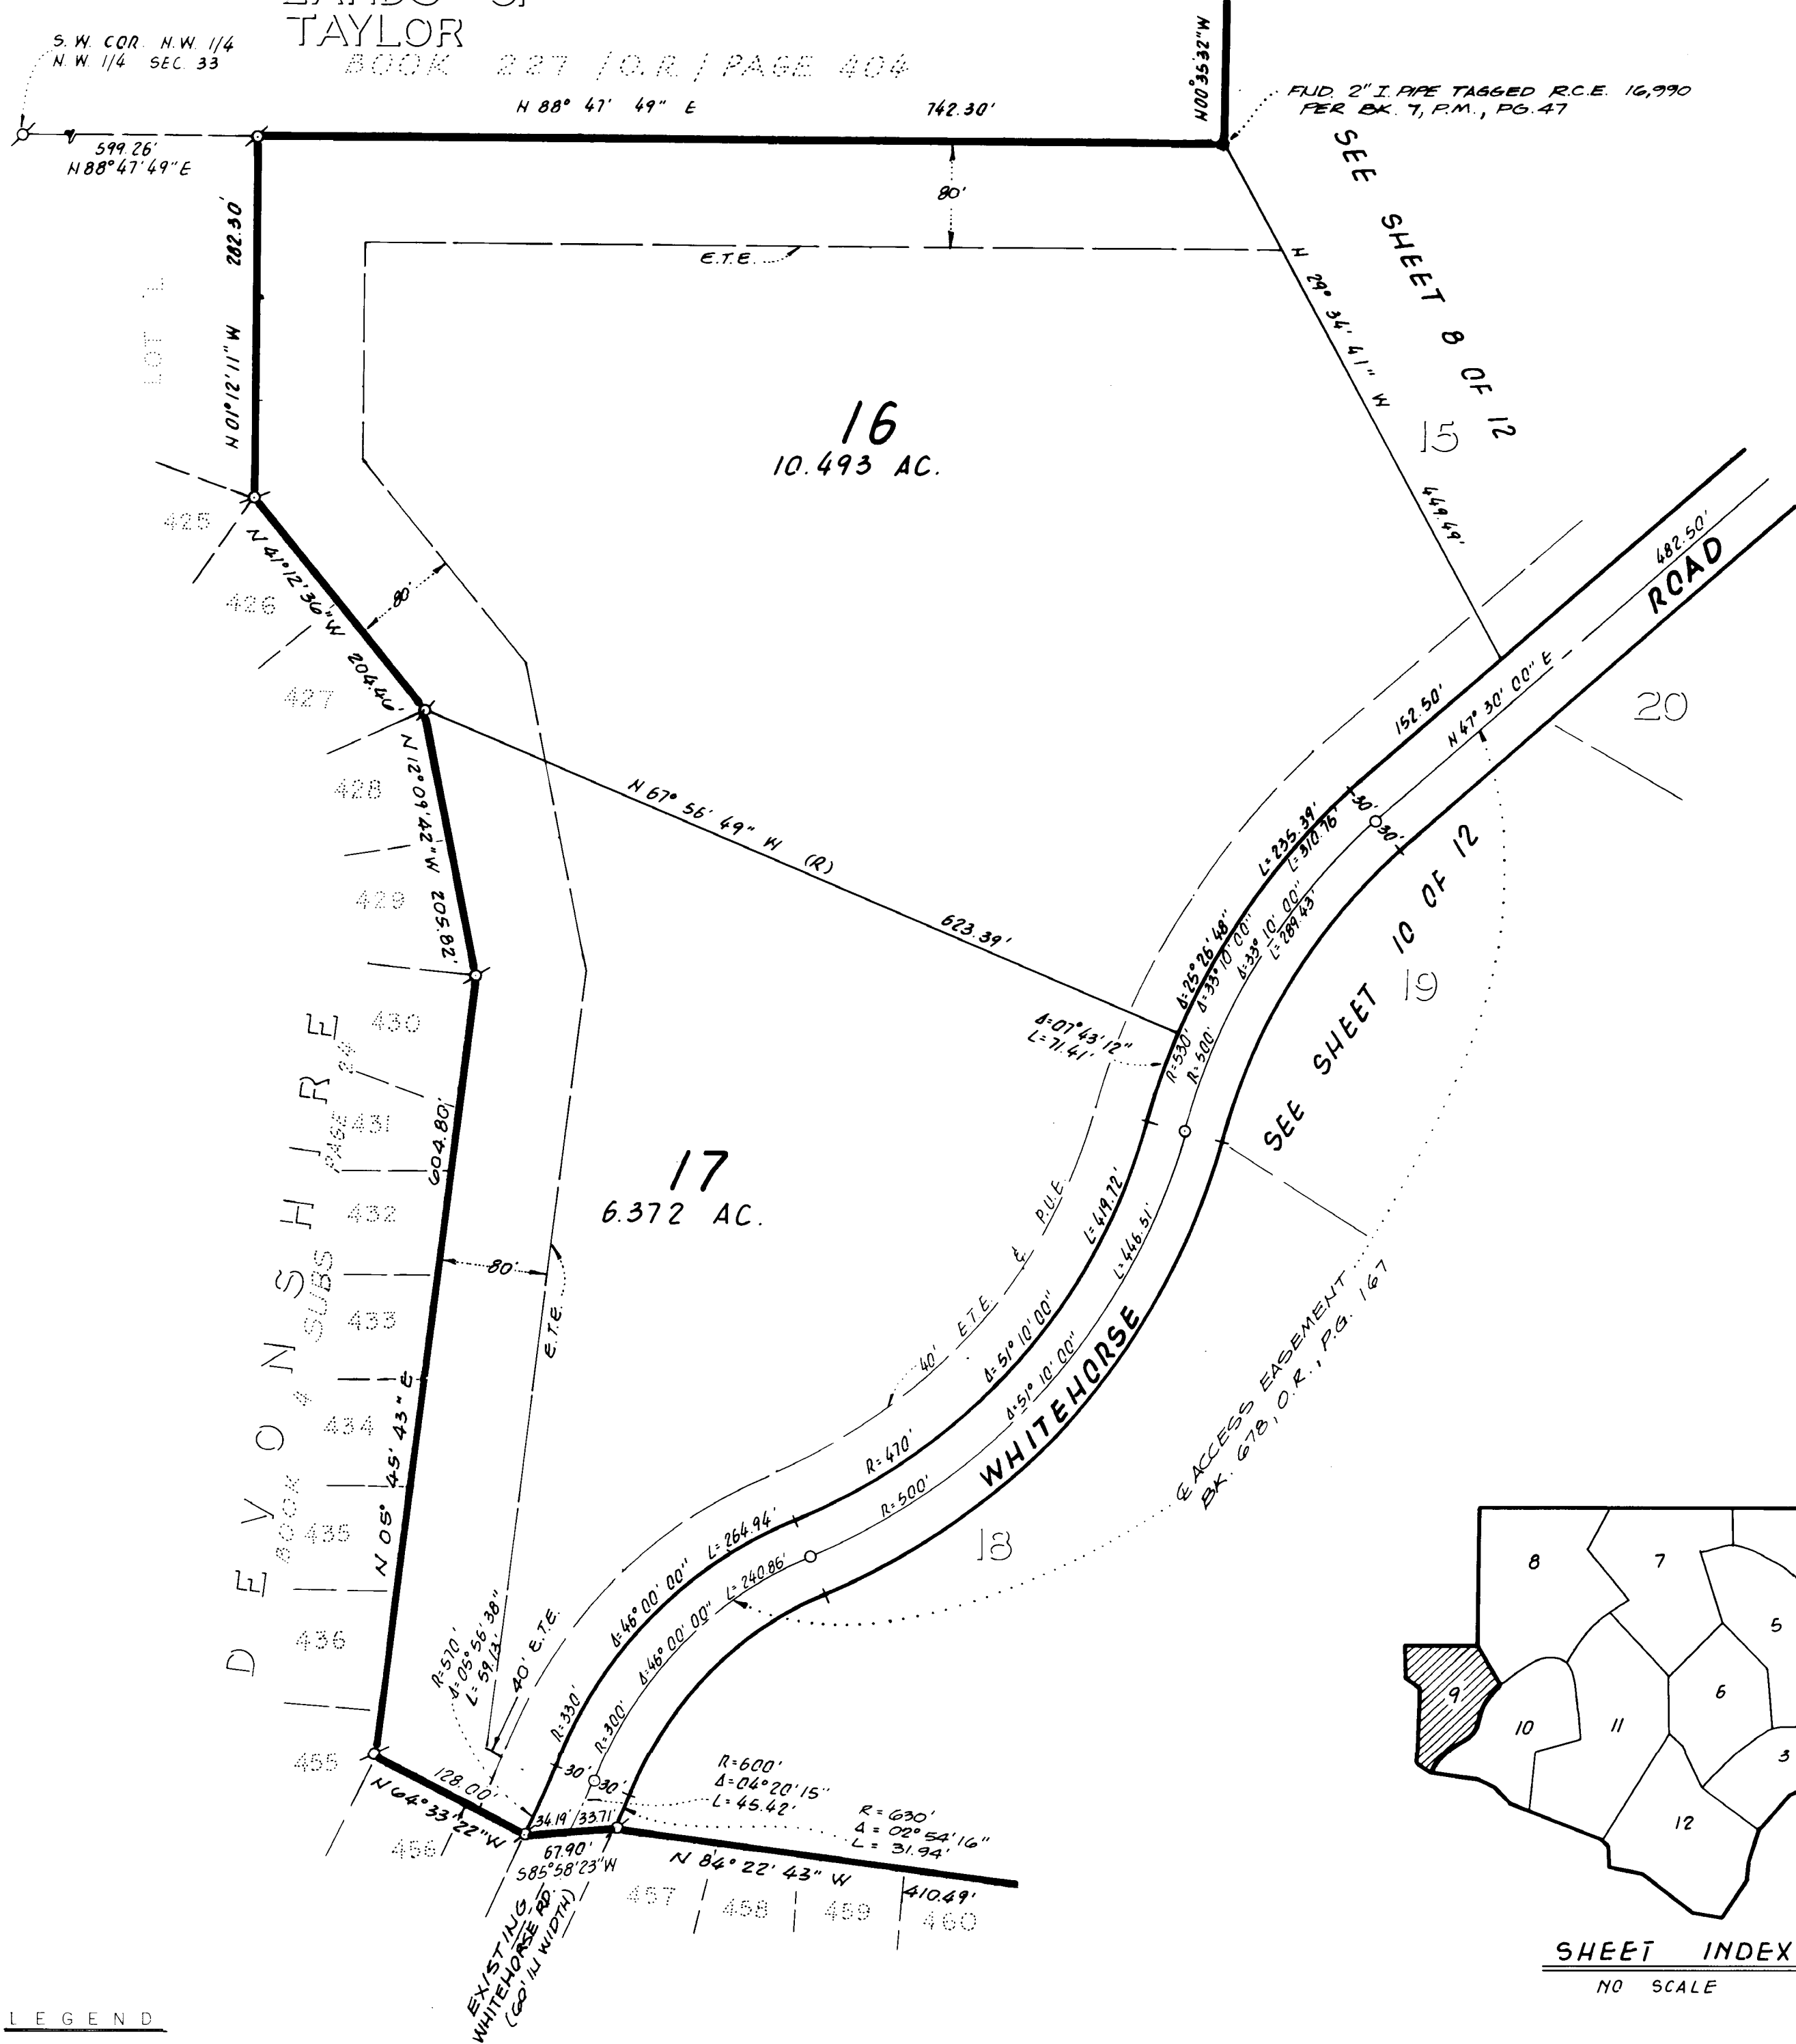 TAYLOR
BOOK 227 / O.R. / PAGE 404
S. W. COR. N.W. 1/4
N. W. 1/4 SEC. 33
N 88° 47' 49" E 742.30'
N00°35'32"W
FND. 2" I. PIPE TAGGED R.C.E. 16,990
PER BK. 7, P.M., PG. 47
599.26'
N88°47'49"E
80'
E.T.E.
282.30'
N 01°12'11" W
LOT L
SEE SHEET 8 OF 12
N 29° 34' 41" W
449.49'
16
10.493 AC.
15
425
426
427
N 41°12'36" W
204.46'
80'
482.50'
ROAD
152.50'
N 47° 30' 00" E
20
428
429
N 12°09'42" W 205.82'
N 67° 56' 49" W (R)
623.39'
L=235.39'
L=310.76'
30'
30'
Δ=25°26'48"
Δ=33°10'00"
Δ=33°10'00"
L=289.43'
Δ=07°43'12"
L=71.41'
R=530'
R=500'
SEE SHEET 10 OF 12
19
430
431
432
433
434
435
436
455
456
DEVONSHIRE
SUBS
BOOK 4
PAGE 24
604.80'
N 05° 45' 43" E
17
6.372 AC.
80'
E.T.E.
40' E.T.E. & P.U.E.
L=419.72'
L=446.51'
Δ=51°10'00"
Δ=51°10'00"
R=470'
R=500'
WHITEHORSE
℄ ACCESS EASEMENT
BK. 678, O.R., PG. 167
18
L=264.94'
L=240.86'
Δ=46°00'00"
Δ=46°00'00"
R=330'
R=300'
R=570'
Δ=05°56'38"
L=59.13'
40' E.T.E.
30'
30'
128.00'
N 64° 33' 22" W
34.19'
33.71'
67.90'
S85°58'23"W
R=600'
Δ=04°20'15"
L=45.42'
R=630'
Δ=02°54'16"
L=31.94'
N 84° 22' 43" W
410.49'
457
458
459
460
EXISTING
WHITEHORSE RD.
(60' IN WIDTH)
8
7
5
9
10
11
6
3
12
SHEET INDEX
NO SCALE
LEGEND